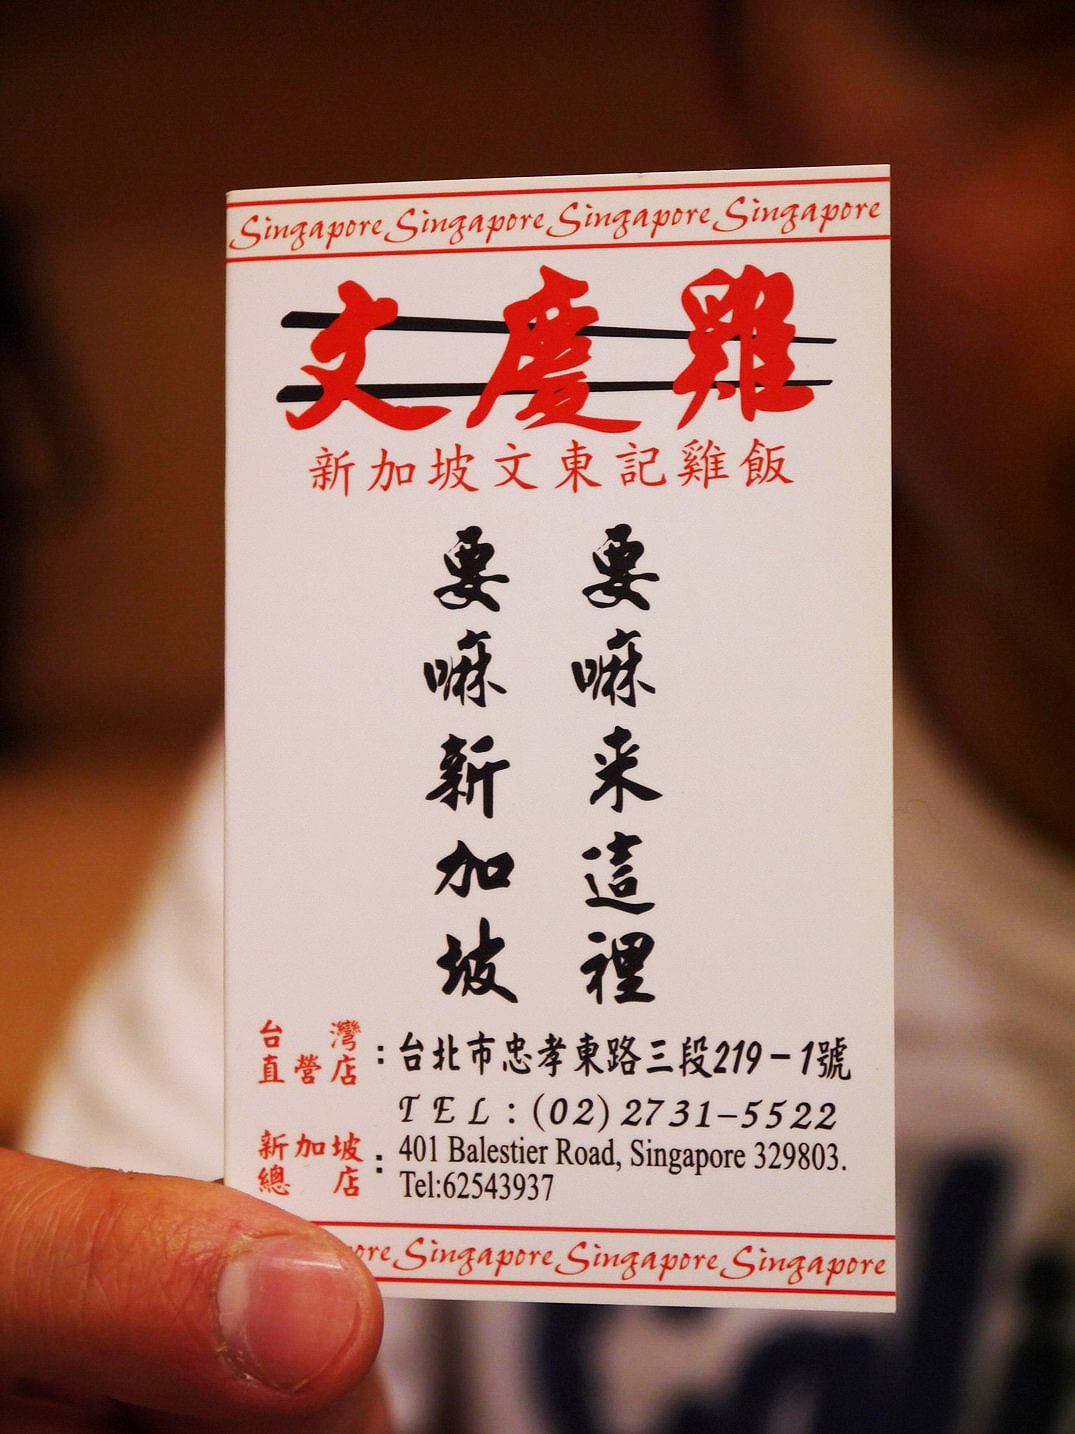 Singapore Singapore Singapore Singapore
文慶雞
新加坡文東記雞飯
要嘛来這裡
要嘛新加坡
台灣直營店：台北市忠孝東路三段219－1號
TEL：(02) 2731-5522
新加坡總店：401 Balestier Road, Singapore 329803.
Tel:62543937
ore Singapore Singapore Singapore